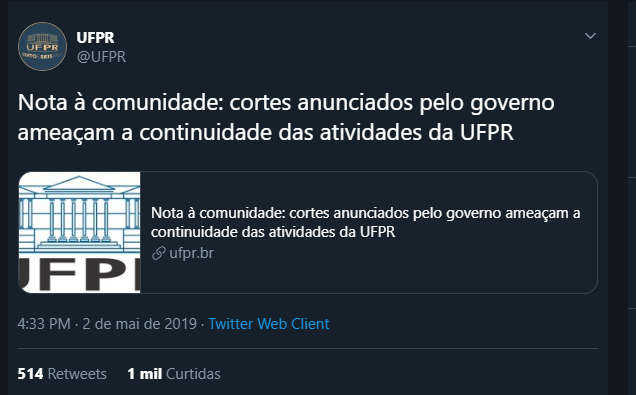 UFPR
UFPR
@UFPR
Nota à comunidade: cortes anunciados pelo governo
ameaçam a continuidade das atividades da UFPR
Nota à comunidade: cortes anunciados pelo governo ameaçam a
continuidade das atividades da UFPR
ufpr.br
UFPR
4:33 PM · 2 de mai de 2019 · Twitter Web Client
514 Retweets 1 mil Curtidas